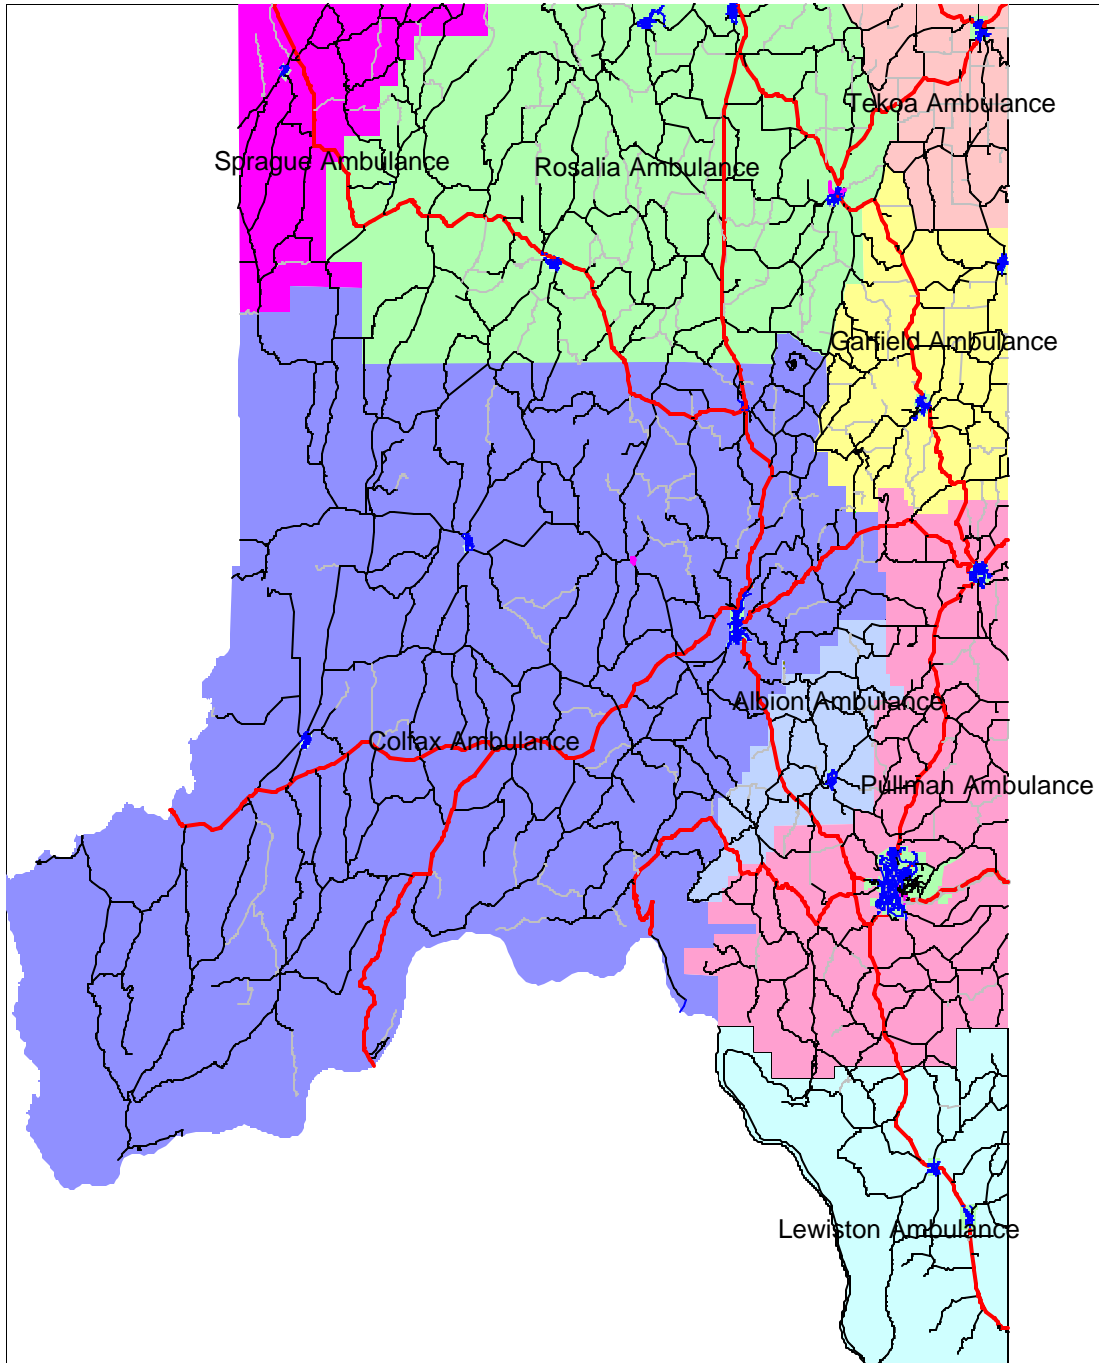 Tekoa Ambulance
Sprague Ambulance
Rosalia Ambulance
Garfield Ambulance
Albion Ambulance
Colfax Ambulance
Pullman Ambulance
Lewiston Ambulance